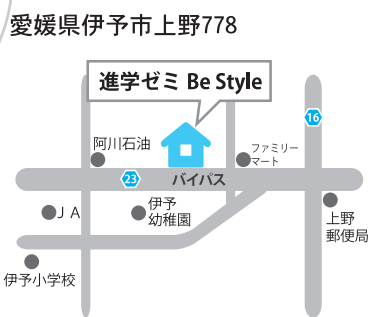 愛媛県伊予市上野778
進学ゼミ Be Style
16
阿川石油
ファミリー
マート
23
バイパス
JA
伊予
幼稚園
上野
郵便局
伊予小学校